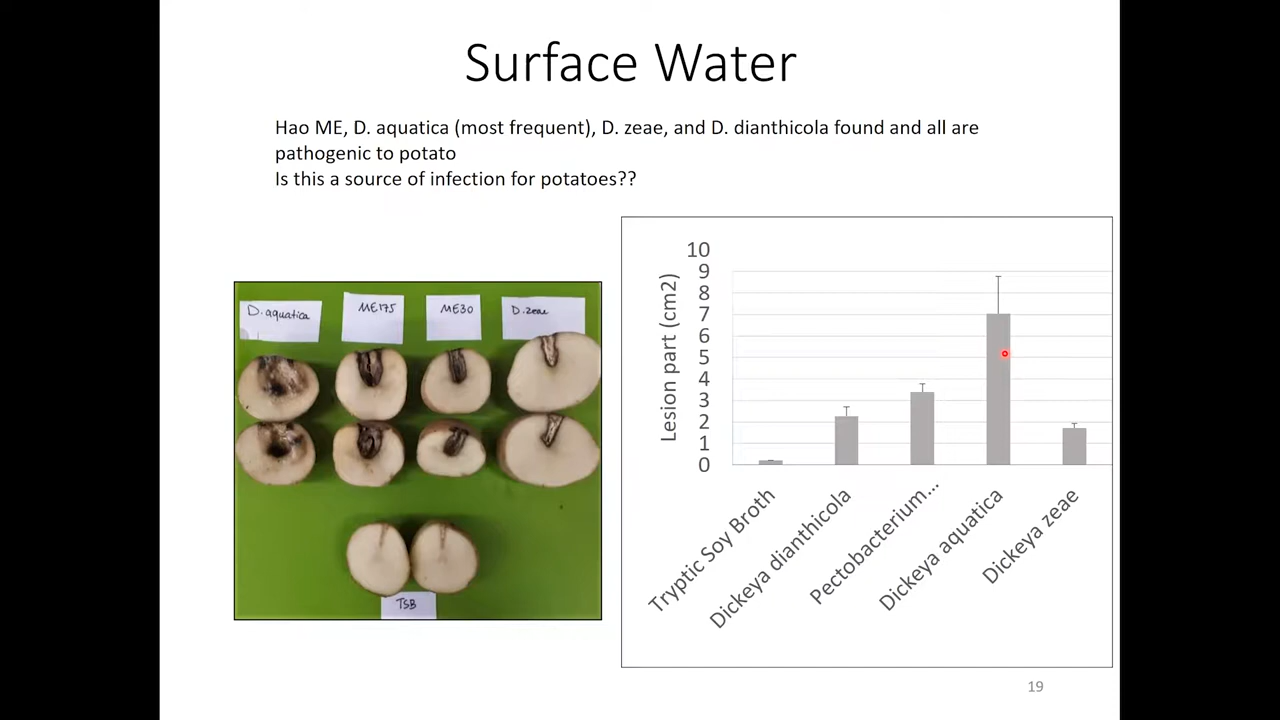 Surface Water
Hao ME, D. aquatica (most frequent), D. zeae, and D. dianthicola found and all are
pathogenic to potato
Is this a source of infection for potatoes??
D. aquatica
ME175
ME30
D. zeae
TSB
Lesion part (cm2)
10
9
8
7
6
5
4
3
2
1
0
Tryptic Soy Broth
Dickeya dianthicola
Pectobacterium...
Dickeya aquatica
Dickeya zeae
19